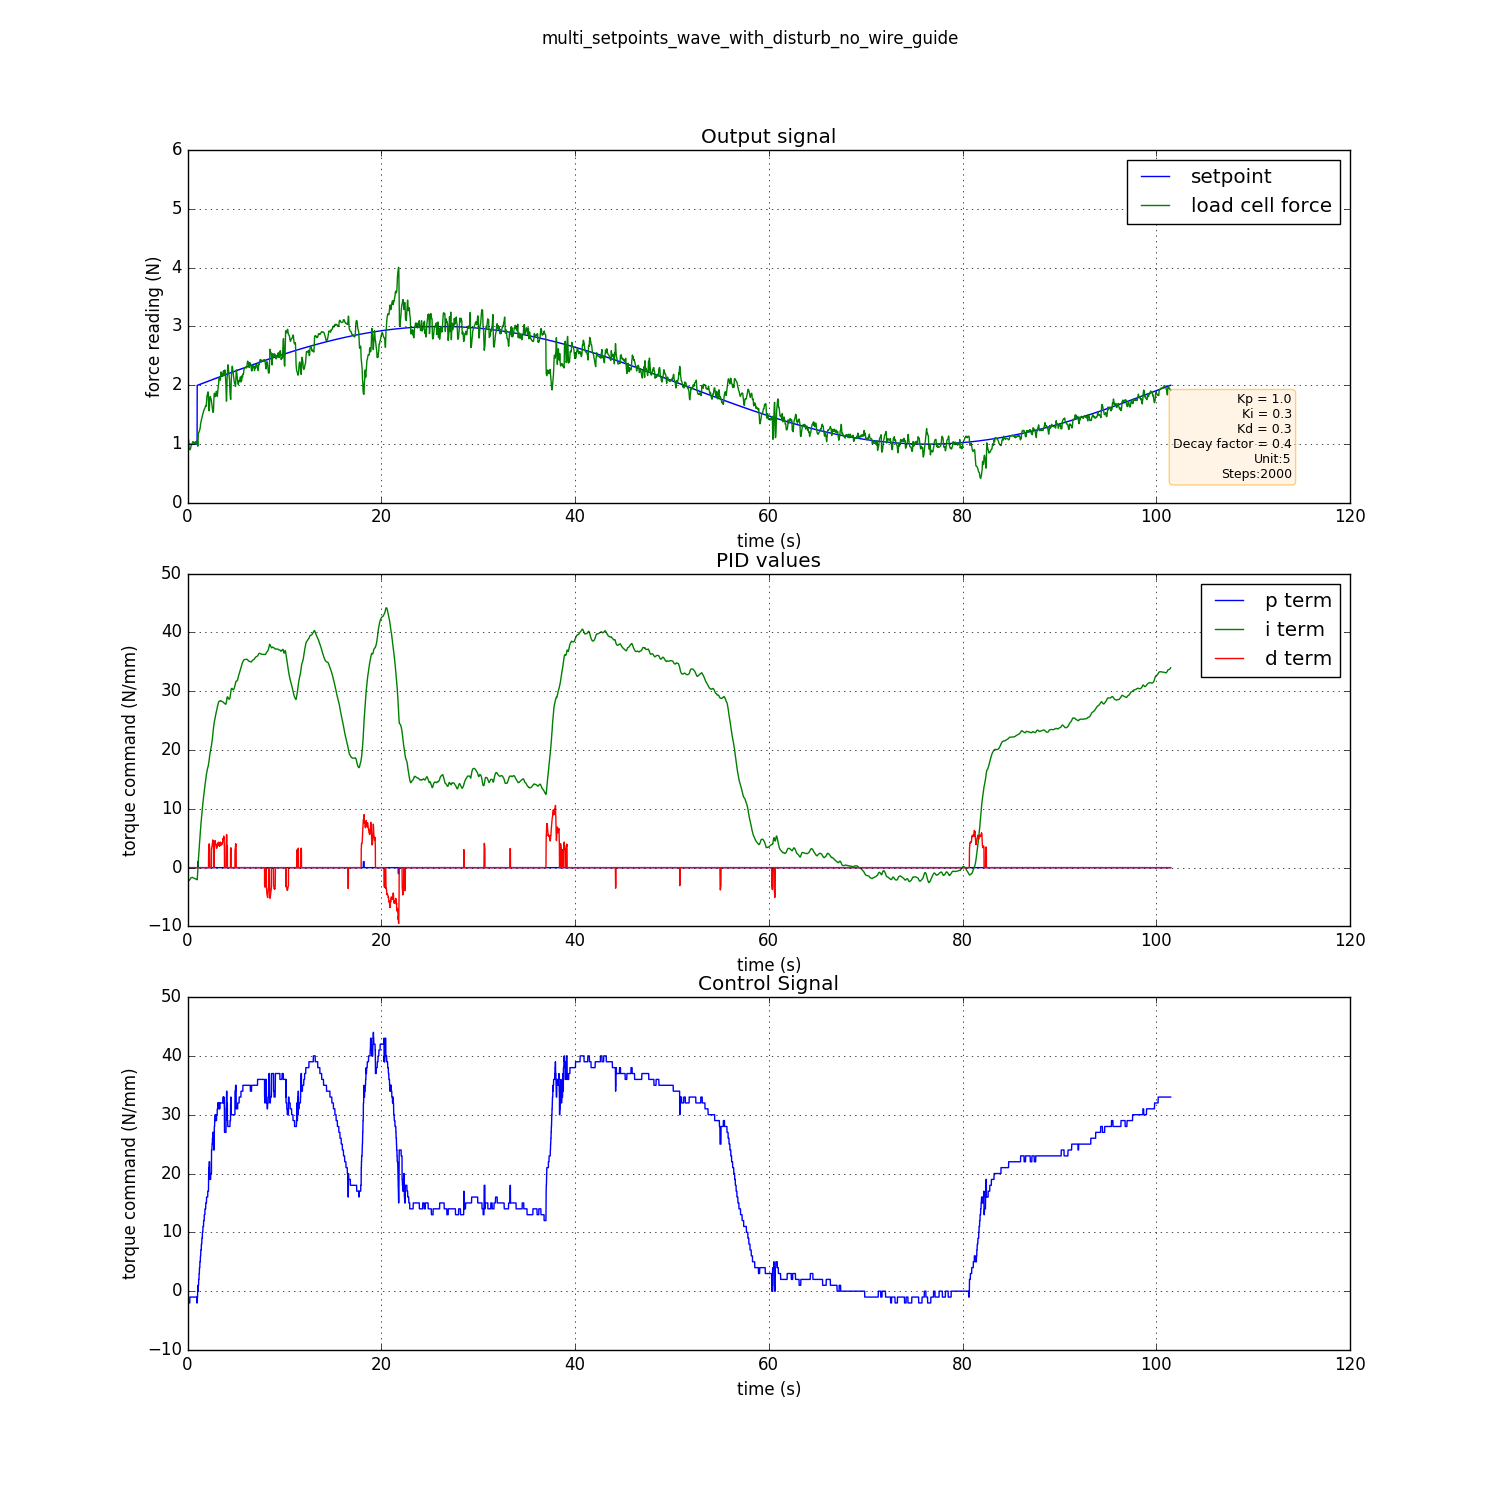 multi_setpoints_wave_with_disturb_no_wire_guide
Output signal
6
5
4
3
2
1
0
force reading (N)
setpoint
load cell force
Kp = 1.0
Ki = 0.3
Kd = 0.3
Decay factor = 0.4
Unit:5
Steps:2000
0 20 40 60 80 100 120
time (s)
PID values
50
40
30
20
10
0
−10
torque command (N/mm)
p term
i term
d term
0 20 40 60 80 100 120
time (s)
Control Signal
50
40
30
20
10
0
−10
torque command (N/mm)
0 20 40 60 80 100 120
time (s)